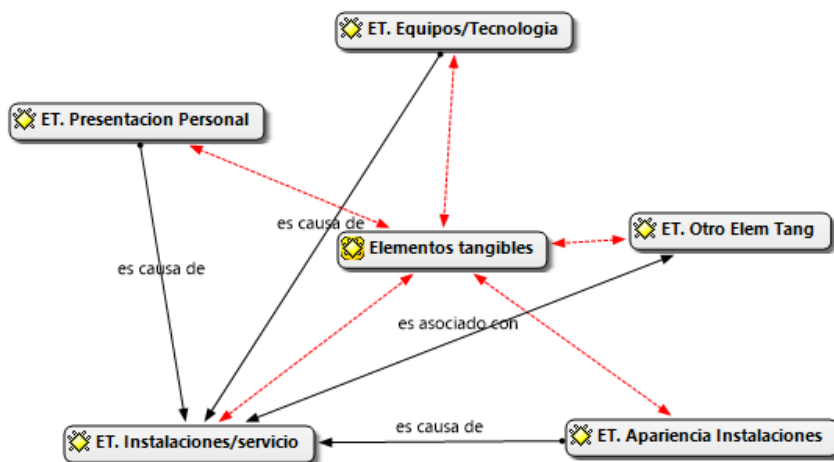 ET. Equipos/Tecnologia
ET. Presentacion Personal
es causa de
ET. Otro Elem Tang
Elementos tangibles
es causa de
es asociado con
es causa de
ET. Instalaciones/servicio
ET. Apariencia Instalaciones